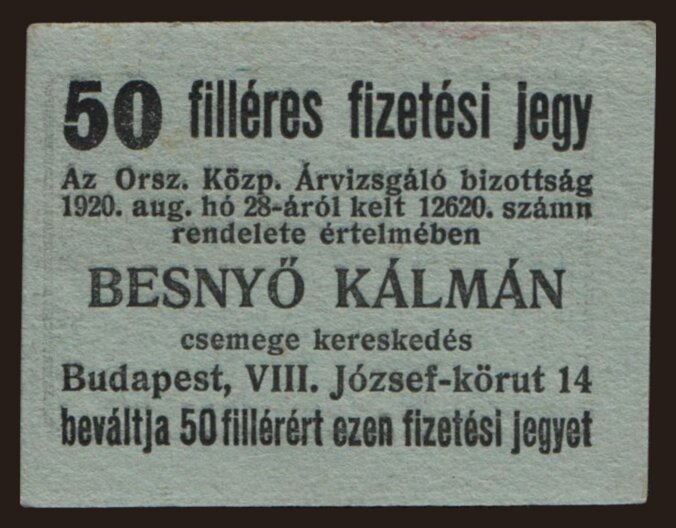 50 filléres fizetési jegy
Az Orsz. Közp. Árvizsgáló bizottság
1920. aug. hó 28-áról kelt 12620. számu
rendelete értelmében
BESNYŐ KÁLMÁN
csemege kereskedés
Budapest, VIII. József-körut 14
beváltja 50 fillérért ezen fizetési jegyet